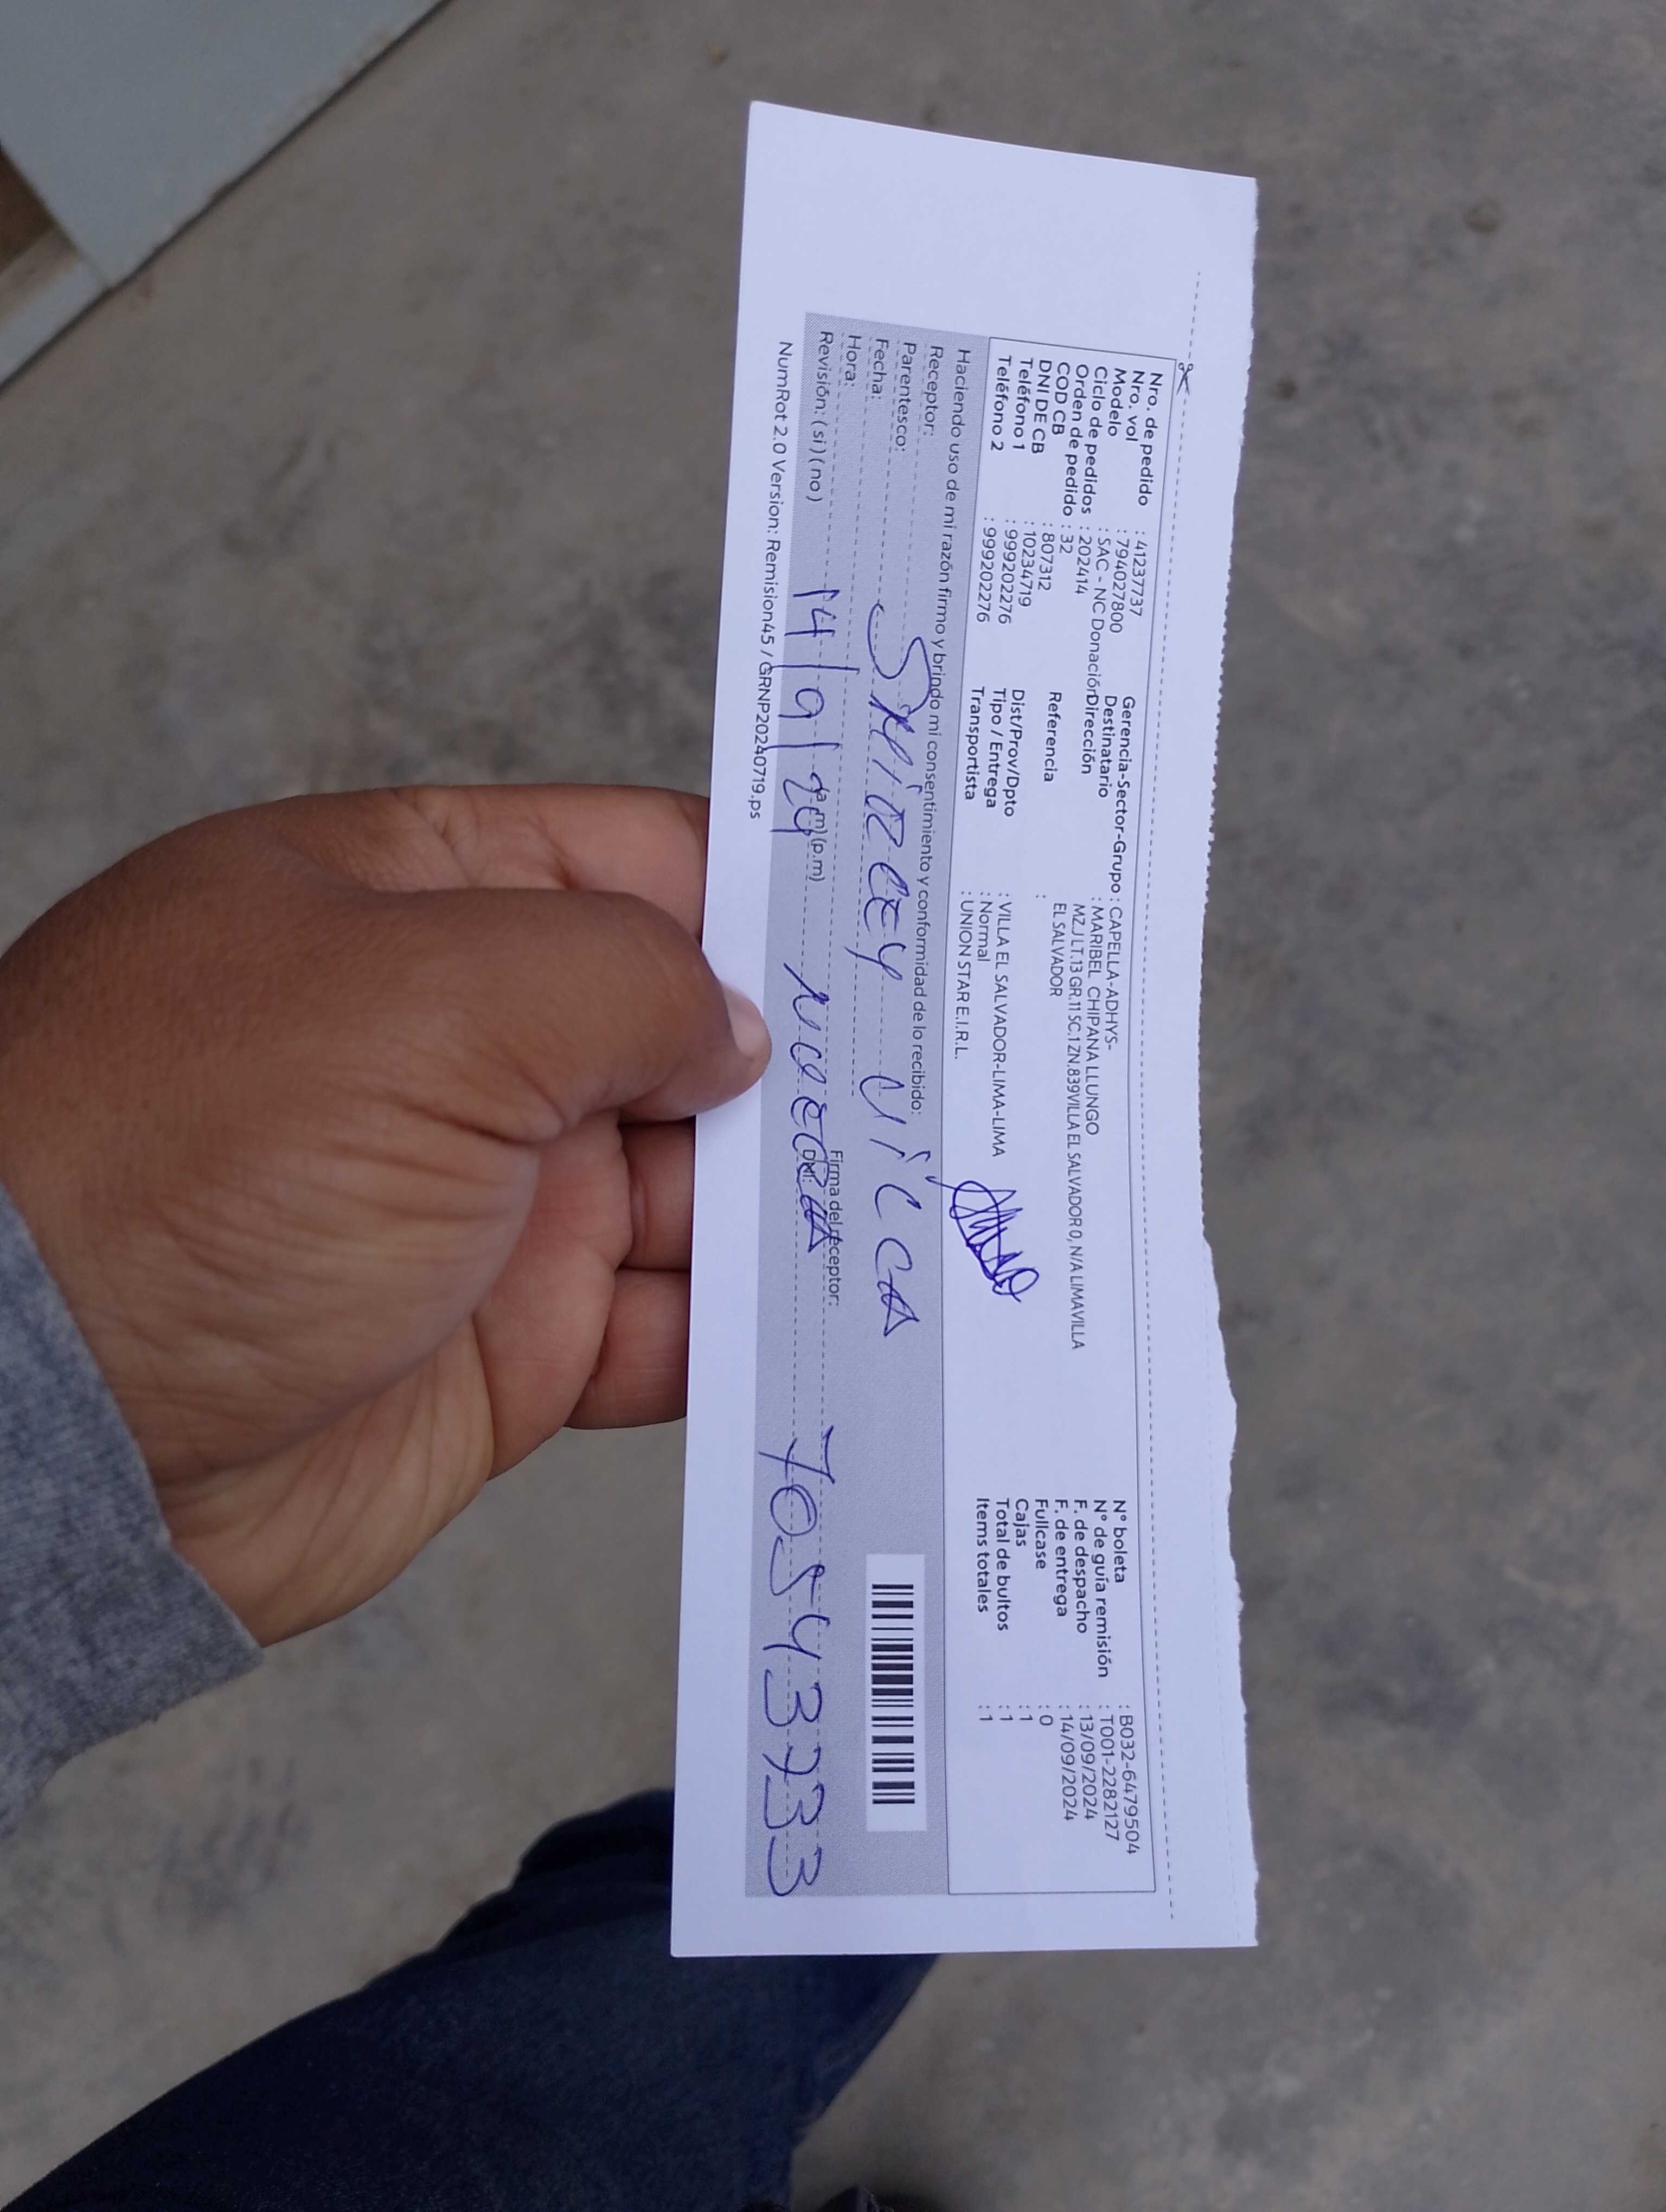 Nro. de pedido : 41237737
Nro. vol : 794027800
Modelo : SAC - NC Donación
Ciclo de pedidos : 202414
Orden de pedido : 32
COD CB : 807312
DNI DE CB : 10234719
Teléfono 1 : 999202276
Teléfono 2 : 999202276
Gerencia-Sector-Grupo : CAPELLA-ADHYS-
Destinatario : MARIBEL CHIPANA LLUNGO
Dirección MZ.J LT.13 GR.11 SC.1 ZN.839VILLA EL SALVADOR 0, N/A LIMAVILLA
EL SALVADOR
Referencia :
Dist/Prov/Dpto : VILLA EL SALVADOR-LIMA-LIMA
Tipo / Entrega : Normal
Transportista : UNION STAR E.I.R.L.
N° boleta : B032-6479504
N° de guía remisión : T001-2282127
F. de despacho : 13/09/2024
F. de entrega : 14/09/2024
Fullcase : 0
Cajas : 1
Total de bultos : 1
Items totales : 1
Haciendo uso de mi razón firmo y brindo mi consentimiento y conformidad de lo recibido:
Receptor:
Parentesco:
Fecha:
Hora: (a.m) (p.m)
Revisión: (si) (no)
Firma del receptor:
DNI:
Vilca
14/9/24 70543733
NumRot 2.0 Version: Remision45 / GRNP20240719.ps